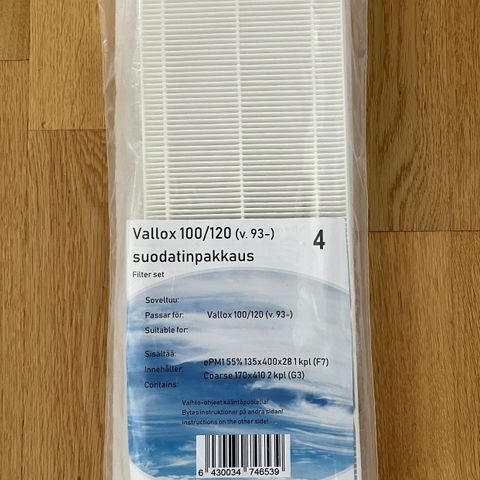 Vallox 100/120 (v. 93-) 4
suodatinpakkaus
Filter set
Soveltuu:
Passar för: Vallox 100/120 (v. 93-)
Suitable for:
Sisältää: ePM1 55% 135x400x28 1 kpl (F7)
Innehåller: Coarse 170x410 2 kpl (G3)
Contains:
Vaihto-ohjeet kääntöpuolella!
Bytes instruktioner på andra sidan!
Instructions on the other side!
6 430034 746539